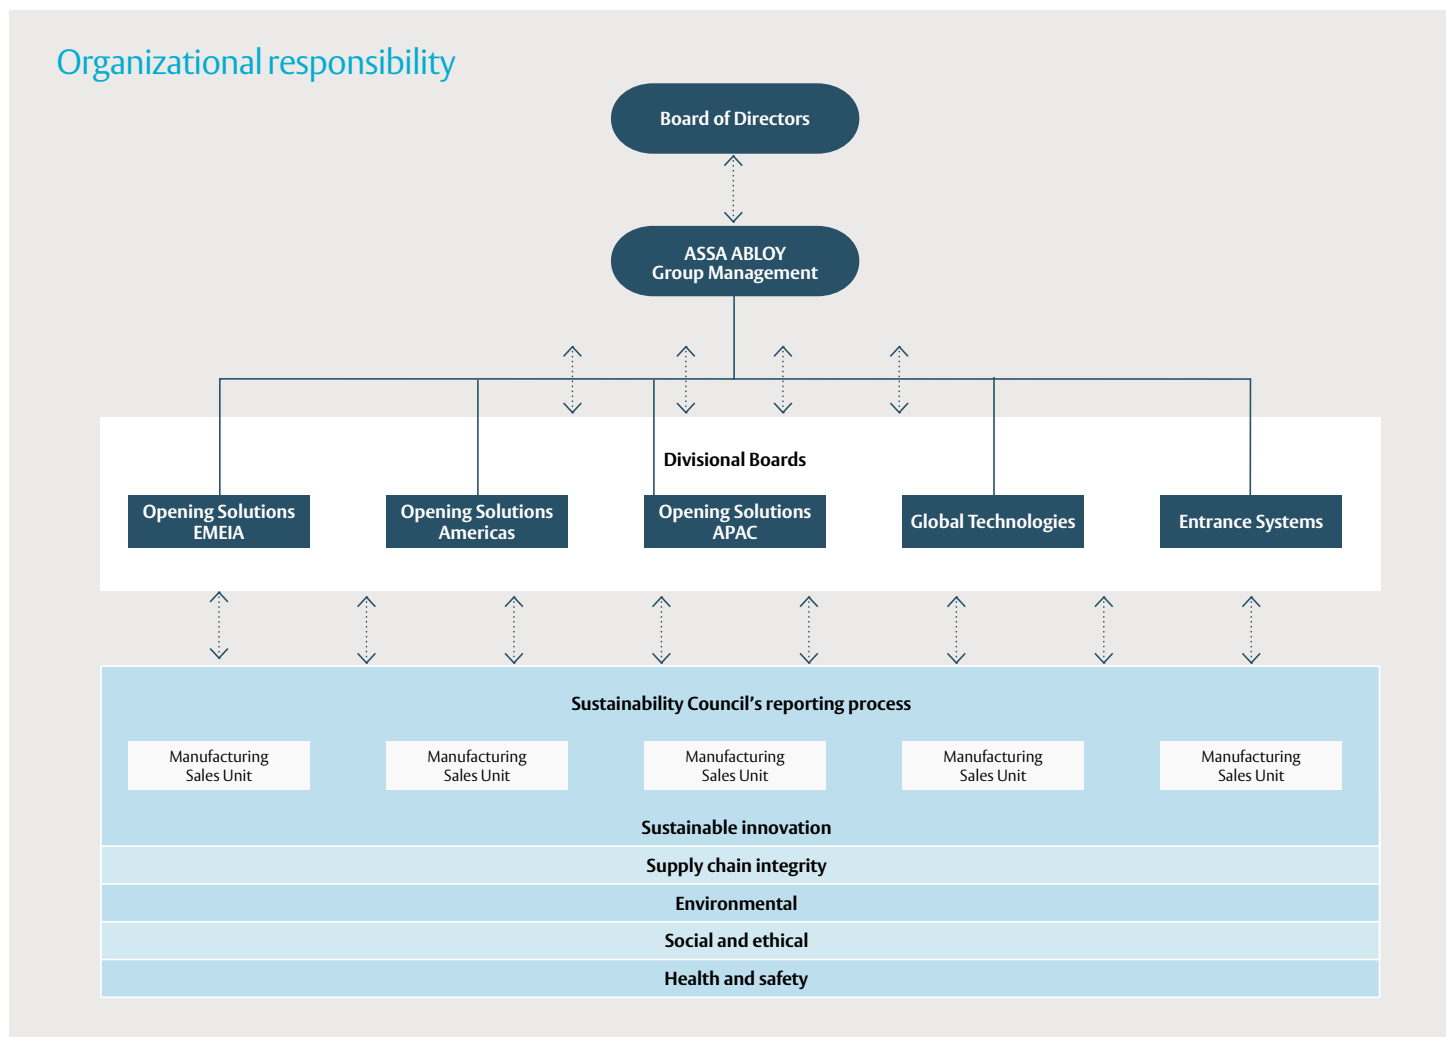 Organizational responsibility
Board of Directors
ASSA ABLOY
Group Management
Divisional Boards
Opening Solutions
EMEIA
Opening Solutions
Americas
Opening Solutions
APAC
Global Technologies
Entrance Systems
Sustainability Council’s reporting process
Manufacturing
Sales Unit
Manufacturing
Sales Unit
Manufacturing
Sales Unit
Manufacturing
Sales Unit
Manufacturing
Sales Unit
Sustainable innovation
Supply chain integrity
Environmental
Social and ethical
Health and safety